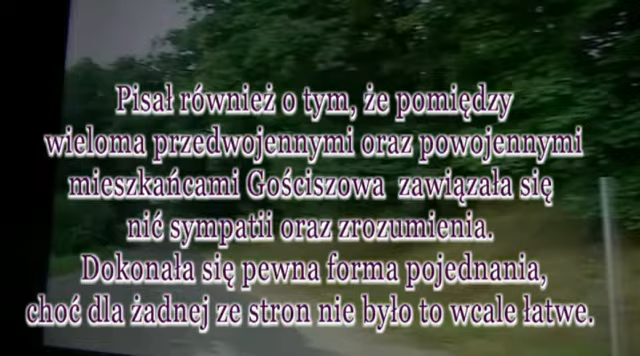 Pisał również o tym, że pomiędzy
wieloma przedwojennymi oraz powojennymi
mieszkańcami Gościszowa zawiązała się
nić sympatii oraz zrozumienia.
Dokonała się pewna forma pojednania,
choć dla żadnej ze stron nie było to wcale łatwe.